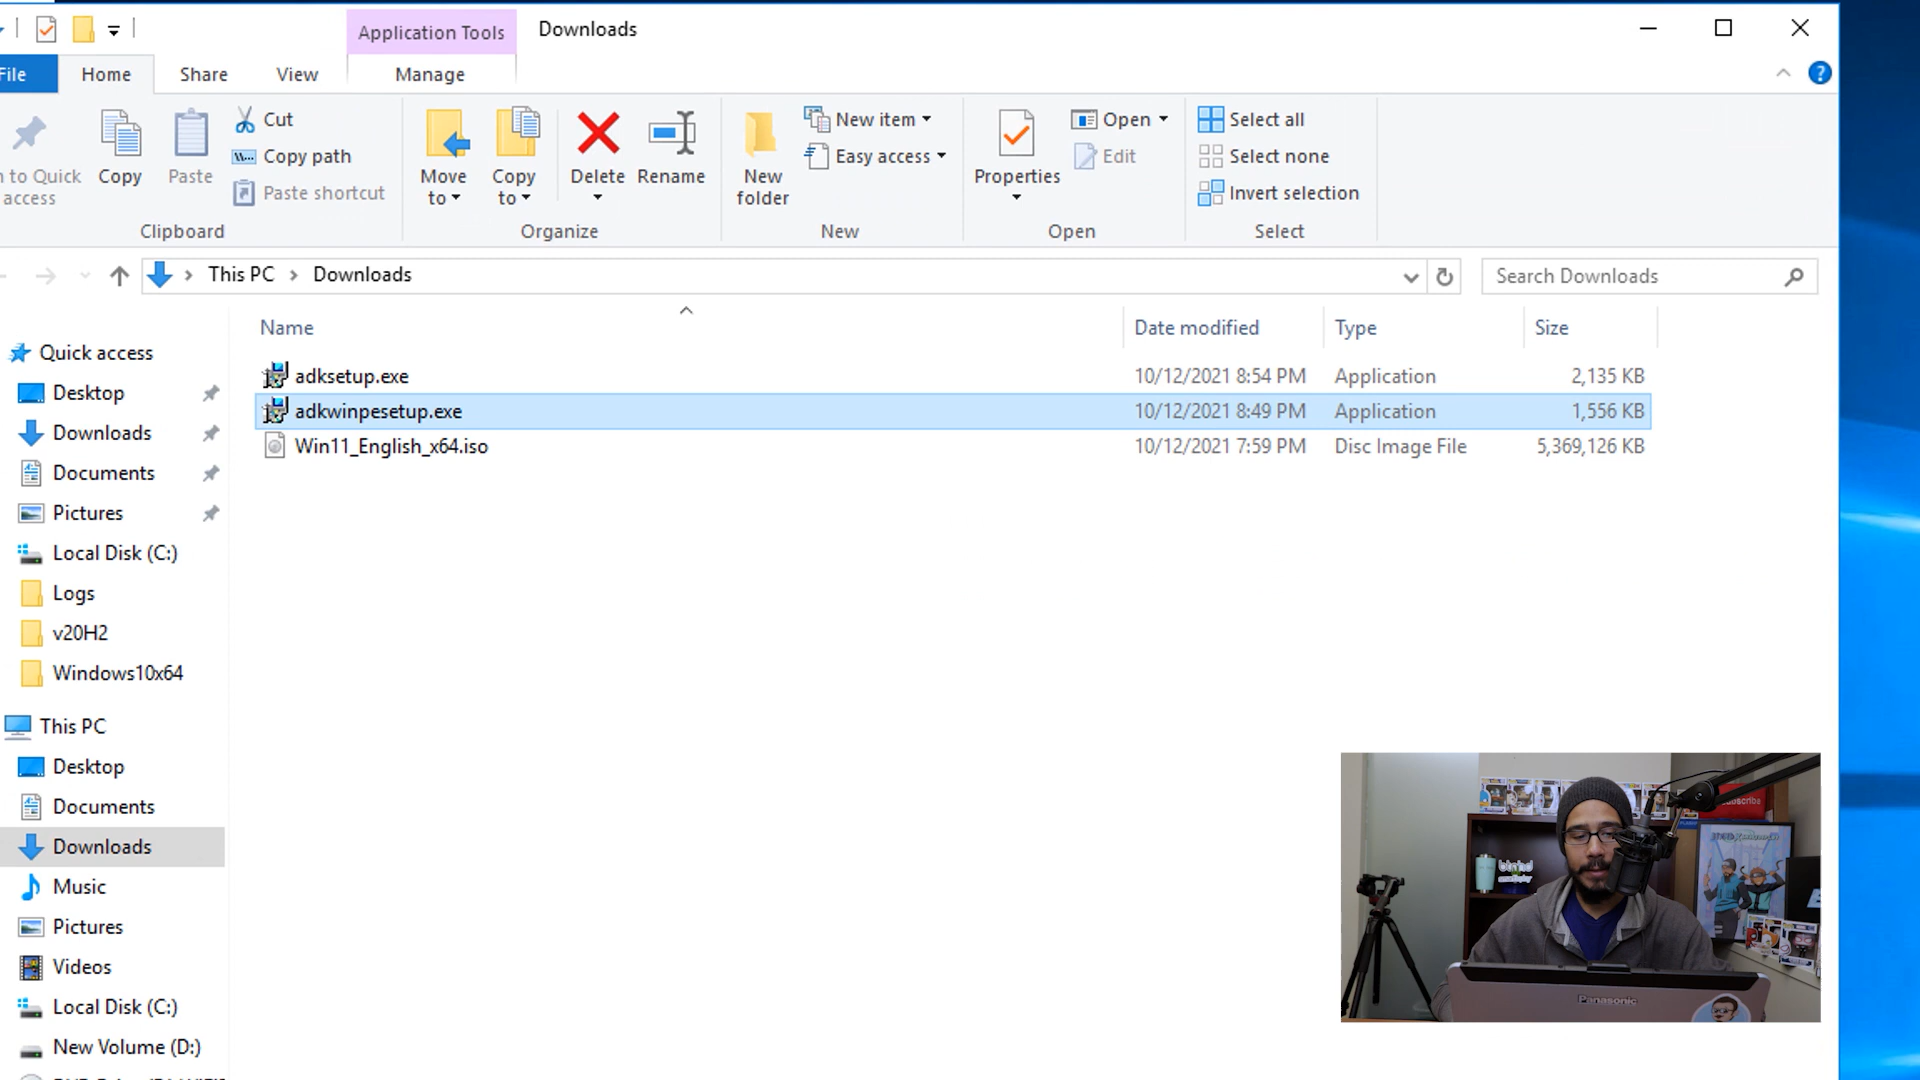 Application Tools
Downloads
File
Home
Share
View
Manage
to Quick access
Copy
Paste
Cut
Copy path
Paste shortcut
Clipboard
Move to
Copy to
Delete
Rename
Organize
New folder
New item
Easy access
New
Properties
Open
Edit
Open
Select all
Select none
Invert selection
Select
This PC
Downloads
Search Downloads
Name
Date modified
Type
Size
adksetup.exe 10/12/2021 8:54 PM Application 2,135 KB
adkwinpesetup.exe 10/12/2021 8:49 PM Application 1,556 KB
Win11_English_x64.iso 10/12/2021 7:59 PM Disc Image File 5,369,126 KB
Quick access
Desktop
Downloads
Documents
Pictures
Local Disk (C:)
Logs
v20H2
Windows10x64
This PC
Desktop
Documents
Downloads
Music
Pictures
Videos
Local Disk (C:)
New Volume (D:)
Panasonic